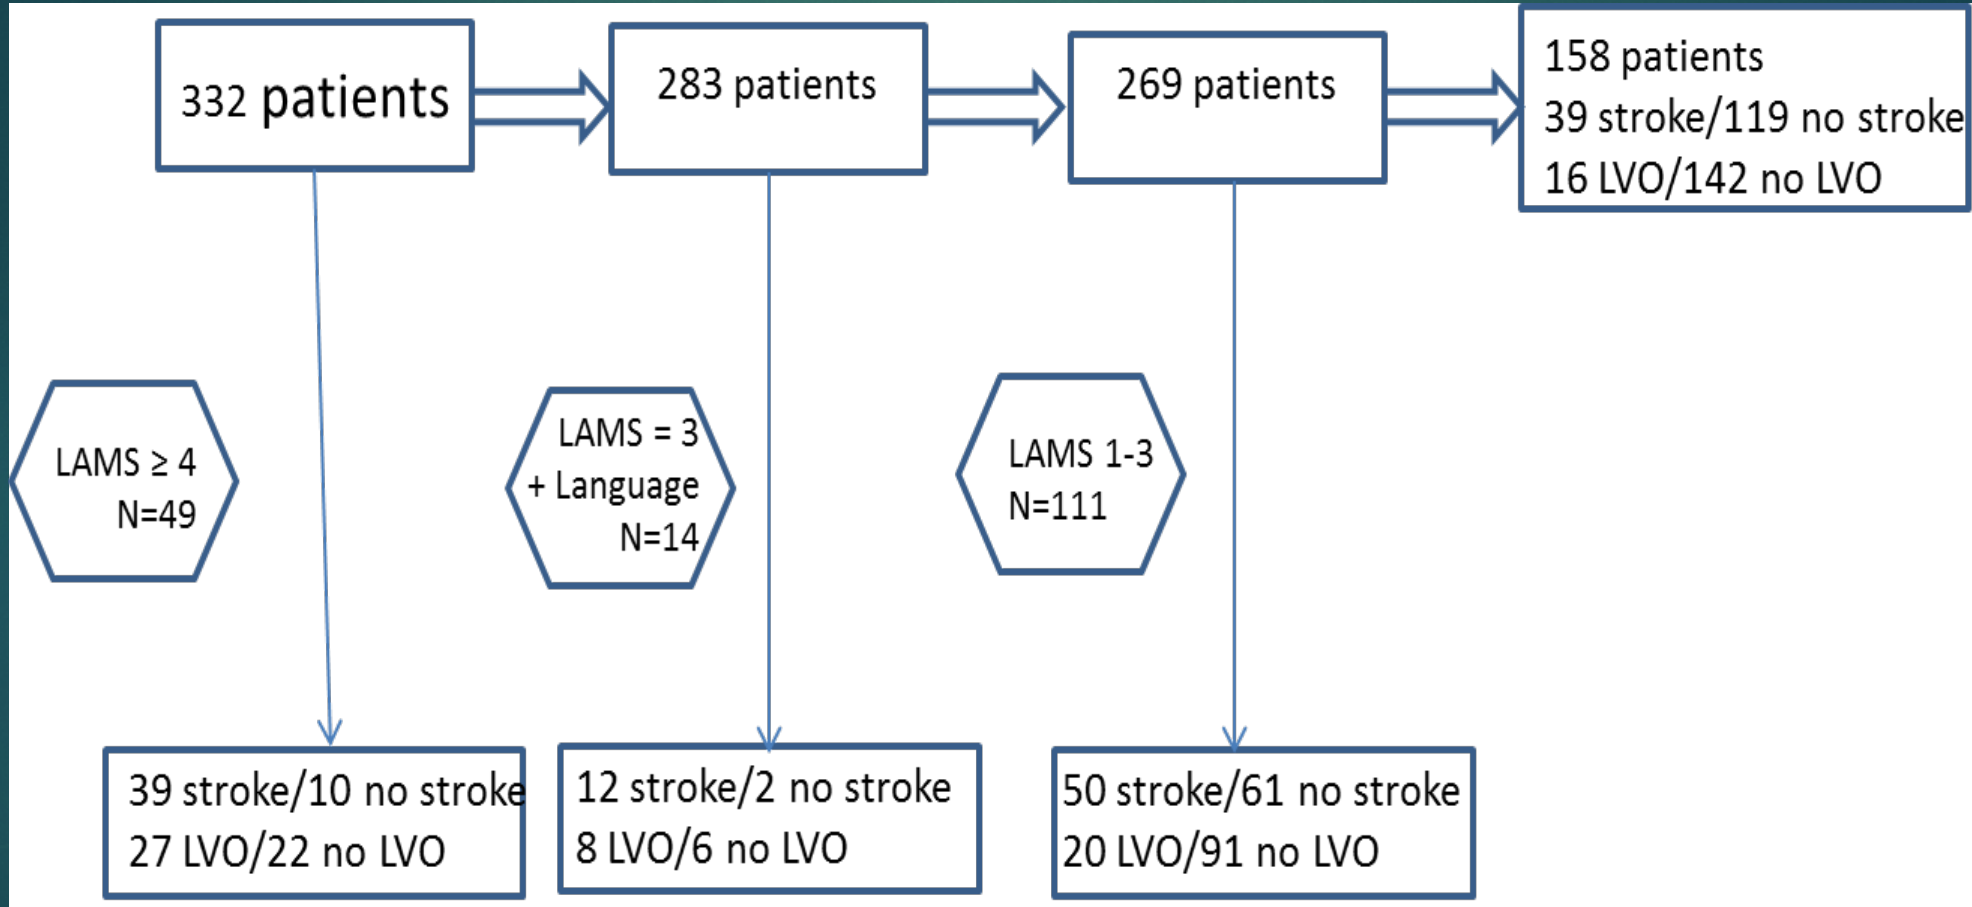 332 patients
283 patients
269 patients
158 patients
39 stroke/119 no stroke
16 LVO/142 no LVO
LAMS ≥ 4
N=49
LAMS = 3
+ Language
N=14
LAMS 1-3
N=111
39 stroke/10 no stroke
27 LVO/22 no LVO
12 stroke/2 no stroke
8 LVO/6 no LVO
50 stroke/61 no stroke
20 LVO/91 no LVO